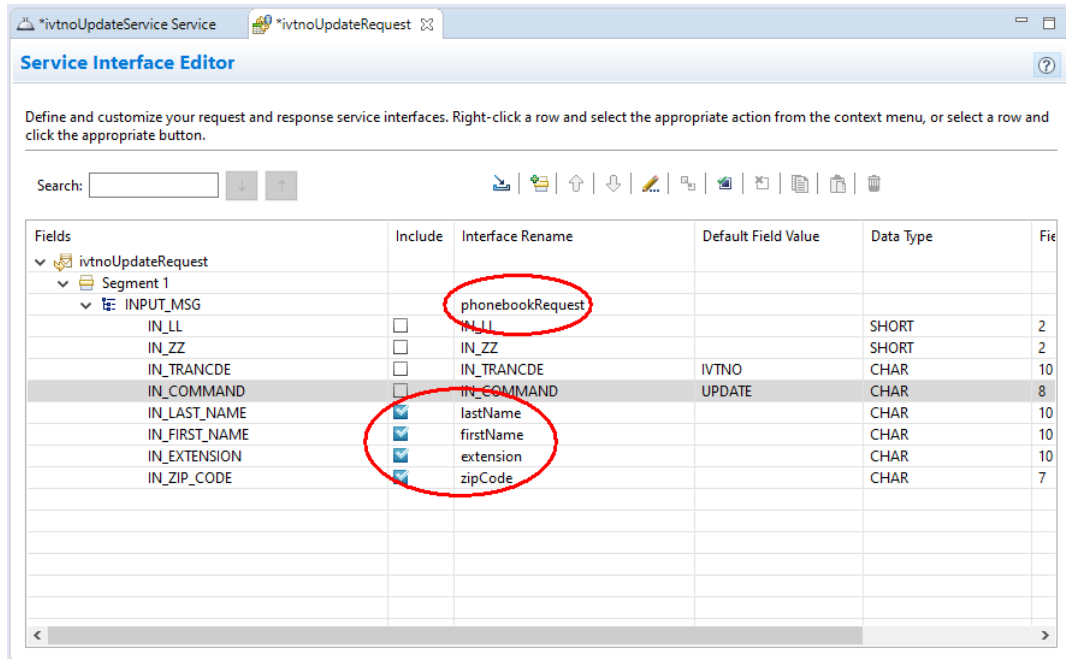 *ivtnoUpdateService Service *ivtnoUpdateRequest
Service Interface Editor
Define and customize your request and response service interfaces. Right-click a row and select the appropriate action from the context menu, or select a row and
click the appropriate button.
Search:
Fields Include Interface Rename Default Field Value Data Type Fie
ivtnoUpdateRequest
Segment 1
INPUT_MSG phonebookRequest
IN_LL IN_LL SHORT 2
IN_ZZ IN_ZZ SHORT 2
IN_TRANCDE IN_TRANCDE IVTNO CHAR 10
IN_COMMAND IN_COMMAND UPDATE CHAR 8
IN_LAST_NAME lastName CHAR 10
IN_FIRST_NAME firstName CHAR 10
IN_EXTENSION extension CHAR 10
IN_ZIP_CODE zipCode CHAR 7